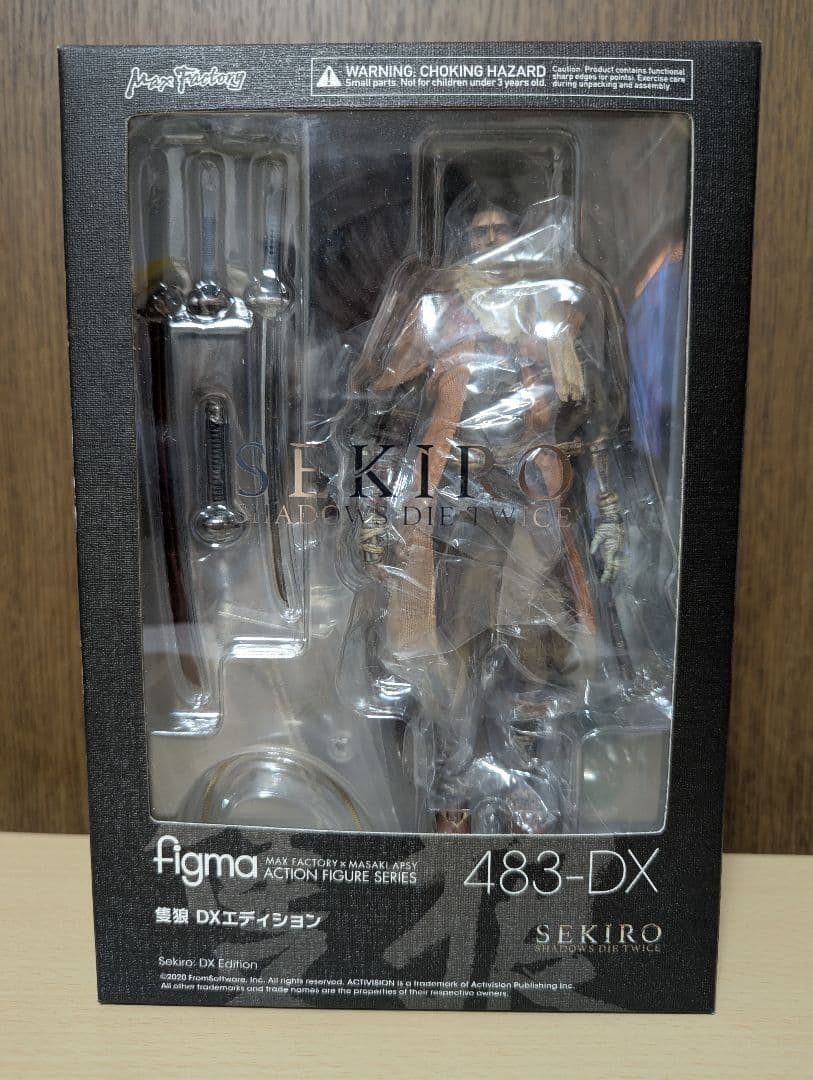 Max Factory
WARNING: CHOKING HAZARD
Small parts. Not for children under 3 years old.
Caution: Product contains functional
sharp edges (or points). Exercise care
during unpacking and assembly.
SEKIRO
SHADOWS DIE TWICE
figma
MAX FACTORY × MASAKI APSY
ACTION FIGURE SERIES
483-DX
隻狼 DXエディション
SEKIRO
SHADOWS DIE TWICE
Sekiro: DX Edition
©2020 FromSoftware, Inc. All rights reserved. ACTIVISION is a trademark of Activision Publishing Inc.
All other trademarks and trade names are the properties of their respective owners.
隻狼